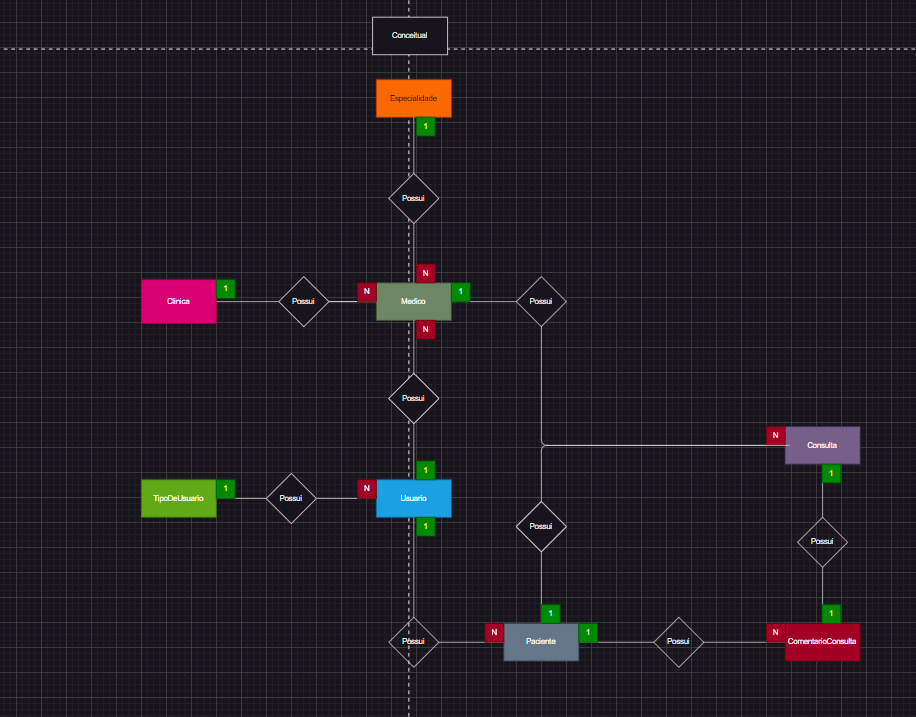 Conceitual
Especialidade
1
Possui
N
Clinica
1
Possui
N
Medico
1
Possui
N
Possui
N
Consulta
1
1
TipoDeUsuario
1
Possui
N
Usuario
1
Possui
Possui
1
1
Possui
N
Paciente
1
Possui
N
ComentarioConsulta